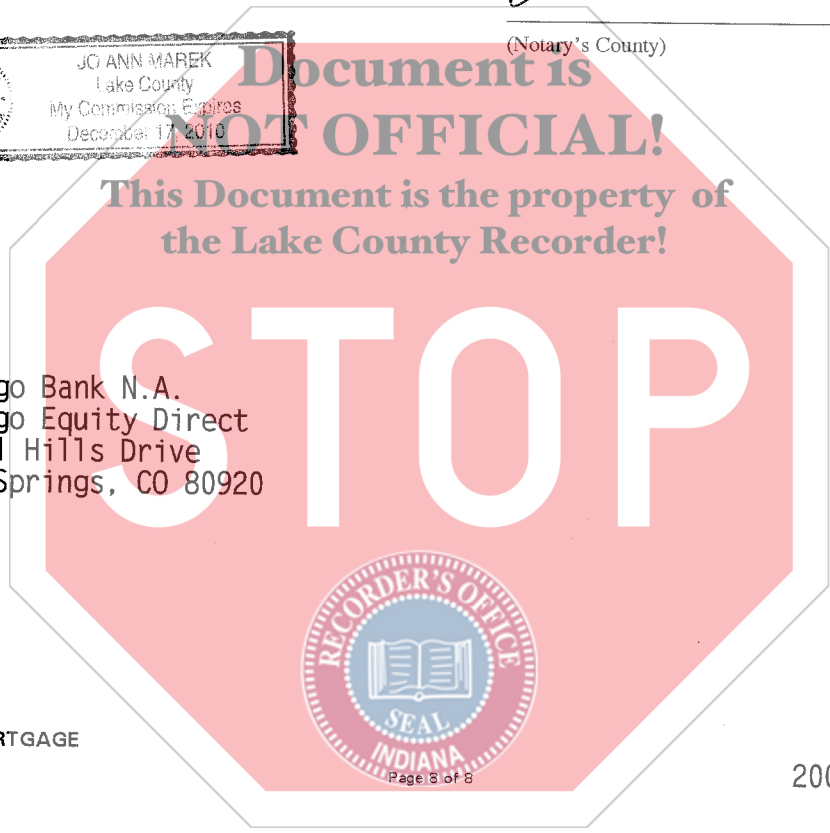 (Notary's County)
JO ANN MAREK
Lake County
My Commission Expires
December 17, 2010
Document is
NOT OFFICIAL!
This Document is the property of
the Lake County Recorder!
STOP
go Bank N.A.
go Equity Direct
Hills Drive
Springs, CO 80920
RECORDER'S OFFICE
SEAL
INDIANA
RTGAGE
Page 8 of 8
200